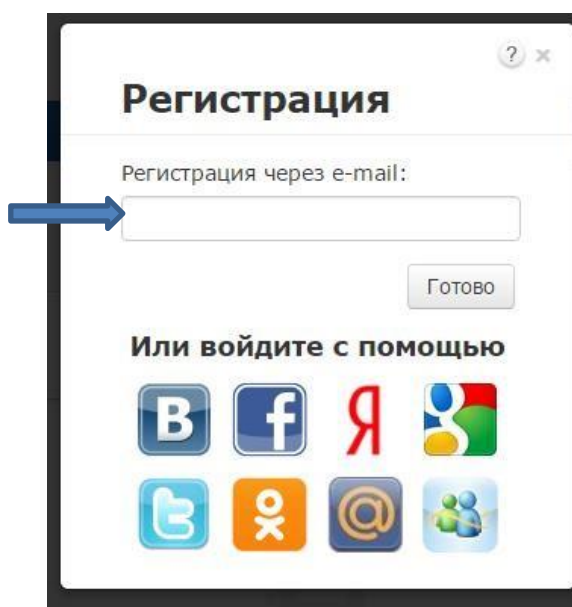 ?
Регистрация
Регистрация через e-mail:
Готово
Или войдите с помощью
В f Я g
t @